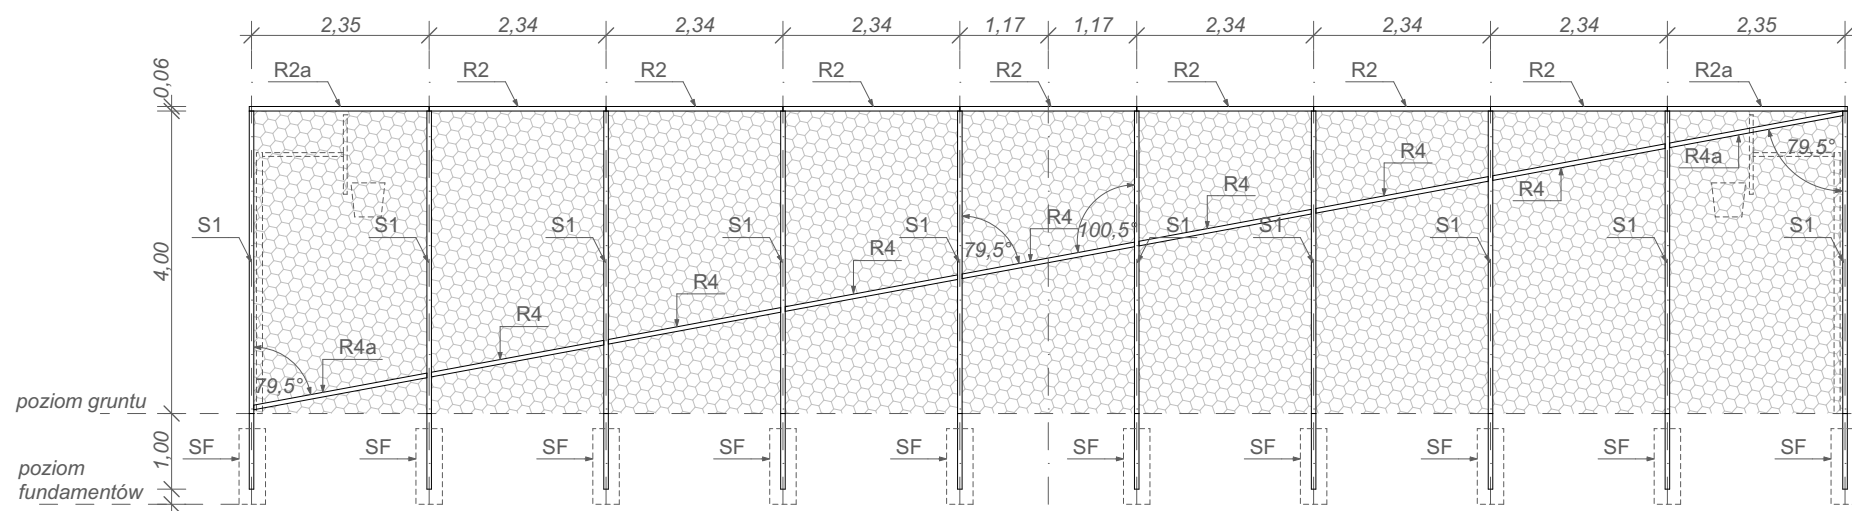 2,35 2,34 2,34 2,34 1,17 1,17 2,34 2,34 2,34 2,35
0,06
R2a R2 R2 R2 R2 R2 R2 R2 R2a
R4 R4a 79,5°
R4 R4
4,00
S1 S1 S1 S1 S1 R4 S1 S1 S1 S1 S1
79,5° 100,5°
R4
R4
R4
R4a
79,5°
poziom gruntu
1,00
SF SF SF SF SF SF SF SF SF SF
poziom
fundamentów